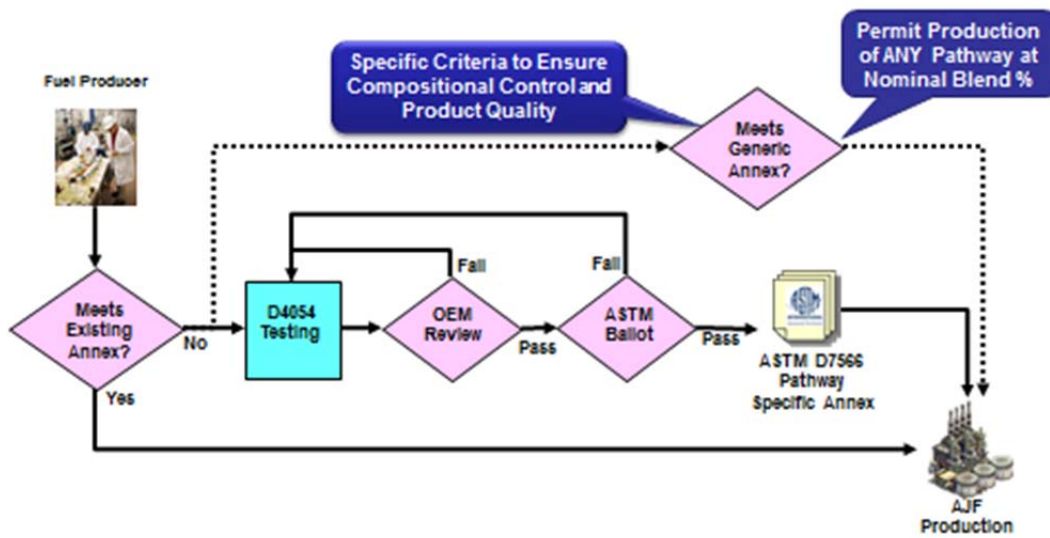 Fuel Producer
Specific Criteria to Ensure
Compositional Control and
Product Quality
Permit Production
of ANY Pathway at
Nominal Blend %
Meets
Generic
Annex?
Meets
Existing
Annex?
No
Yes
D4054
Testing
OEM
Review
Fail
Pass
ASTM
Ballot
Fail
Pass
ASTM D7566
Pathway
Specific Annex
AJF
Production